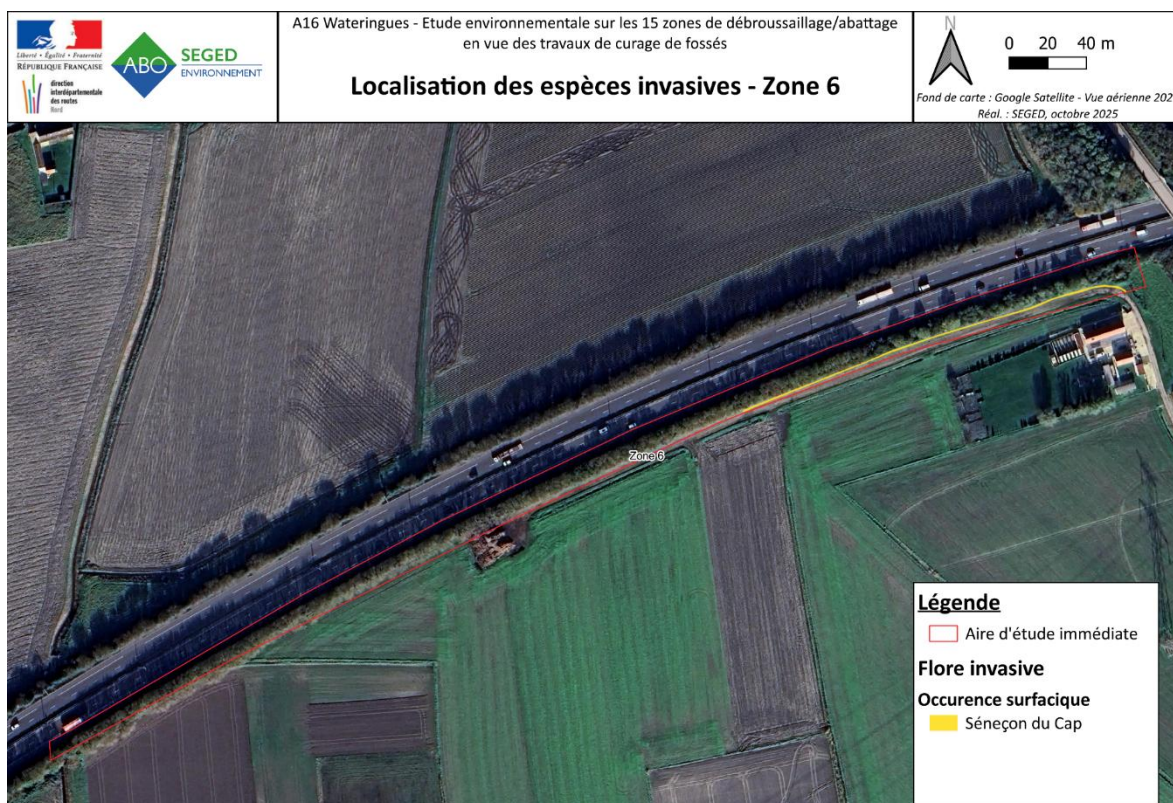 Liberté • Égalité • Fraternité
RÉPUBLIQUE FRANÇAISE
direction
interdépartementale
des routes
Nord
ABO
SEGED
ENVIRONNEMENT
A16 Wateringues - Etude environnementale sur les 15 zones de débroussaillage/abattage
en vue des travaux de curage de fossés
Localisation des espèces invasives - Zone 6
N
0 20 40 m
Fond de carte : Google Satellite - Vue aérienne 202
Réal. : SEGED, octobre 2025
Zone 6
Légende
Aire d'étude immédiate
Flore invasive
Occurence surfacique
Séneçon du Cap